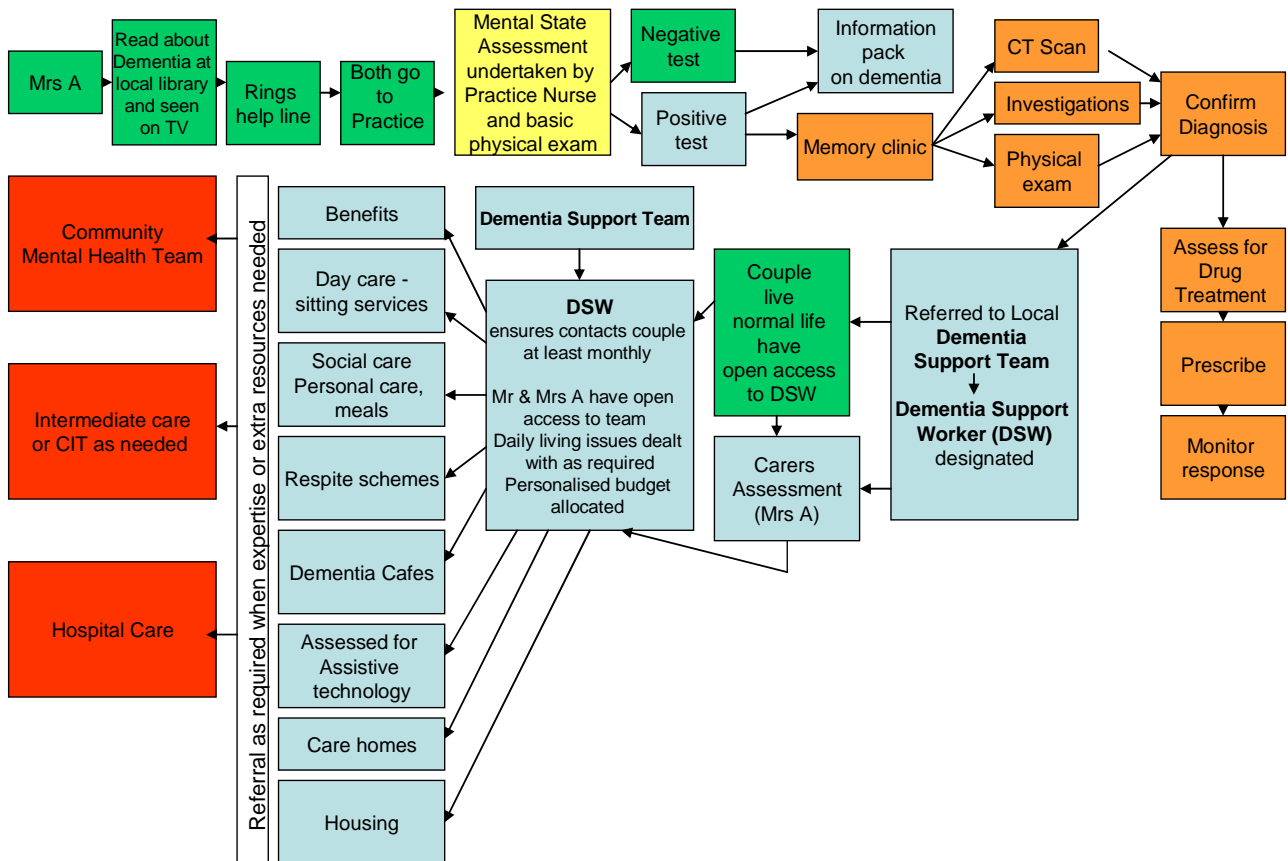 Mrs A
Read about
Dementia at
local library
and seen
on TV
Rings
help line
Both go
to
Practice
Mental State
Assessment
undertaken by
Practice Nurse
and basic
physical exam
Negative
test
Positive
test
Information
pack
on dementia
Memory clinic
CT Scan
Investigations
Physical
exam
Confirm
Diagnosis
Community
Mental Health Team
Intermediate care
or CIT as needed
Hospital Care
Referral as required when expertise or extra resources needed
Benefits
Day care -
sitting services
Social care
Personal care,
meals
Respite schemes
Dementia Cafes
Assessed for
Assistive
technology
Care homes
Housing
Dementia Support Team
DSW
ensures contacts couple
at least monthly
Mr & Mrs A have open
access to team
Daily living issues dealt
with as required
Personalised budget
allocated
Couple
live
normal life
have
open access
to DSW
Carers
Assessment
(Mrs A)
Referred to Local
Dementia
Support Team
Dementia Support
Worker (DSW)
designated
Assess for
Drug
Treatment
Prescribe
Monitor
response